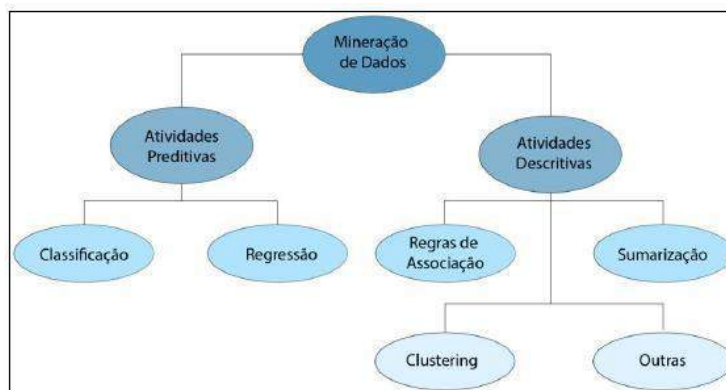 Mineração
de Dados
Atividades
Preditivas
Atividades
Descritivas
Classificação
Regressão
Regras de
Associação
Sumarização
Clustering
Outras